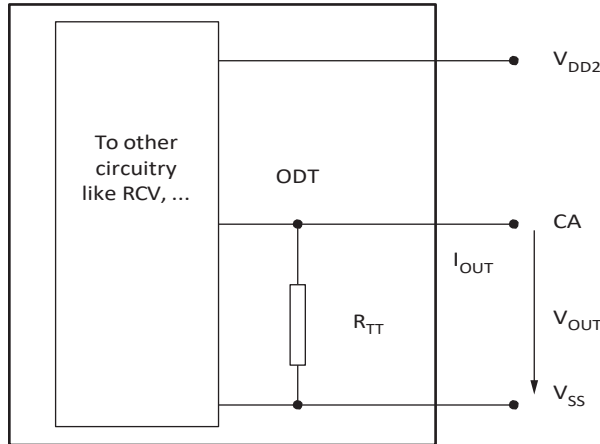 V_DD2
To other
circuitry
like RCV, ...
ODT
CA
I_OUT
R_TT
V_OUT
V_SS